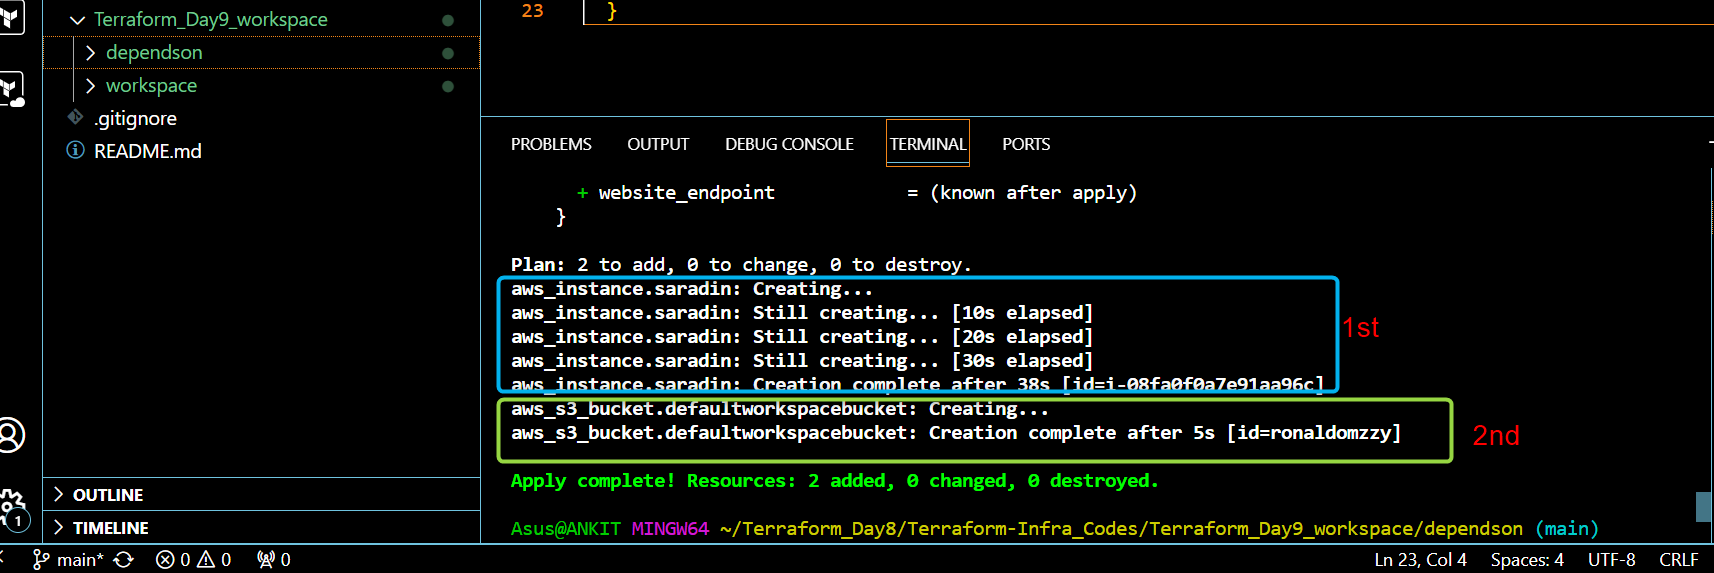 Terraform_Day9_workspace
dependson
workspace
.gitignore
README.md
OUTLINE
TIMELINE
23 }
PROBLEMS OUTPUT DEBUG CONSOLE TERMINAL PORTS
+ website_endpoint = (known after apply)
}
Plan: 2 to add, 0 to change, 0 to destroy.
aws_instance.saradin: Creating...
aws_instance.saradin: Still creating... [10s elapsed]
aws_instance.saradin: Still creating... [20s elapsed]
aws_instance.saradin: Still creating... [30s elapsed]
aws_instance.saradin: Creation complete after 38s [id=i-08fa0f0a7e91aa96c]
1st
aws_s3_bucket.defaultworkspacebucket: Creating...
aws_s3_bucket.defaultworkspacebucket: Creation complete after 5s [id=ronaldomzzy]
2nd
Apply complete! Resources: 2 added, 0 changed, 0 destroyed.
Asus@ANKIT MINGW64 ~/Terraform_Day8/Terraform-Infra_Codes/Terraform_Day9_workspace/dependson (main)
1
main* 0 0 0 Ln 23, Col 4 Spaces: 4 UTF-8 CRLF